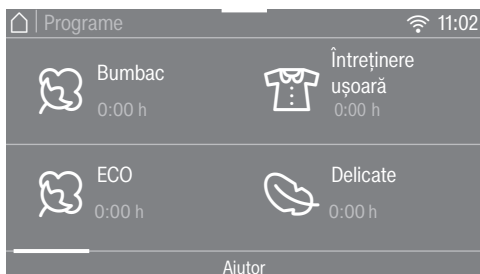 Programe 11:02
Bumbac
0:00 h
Întreținere
ușoară
0:00 h
ECO
0:00 h
Delicate
0:00 h
Ajutor